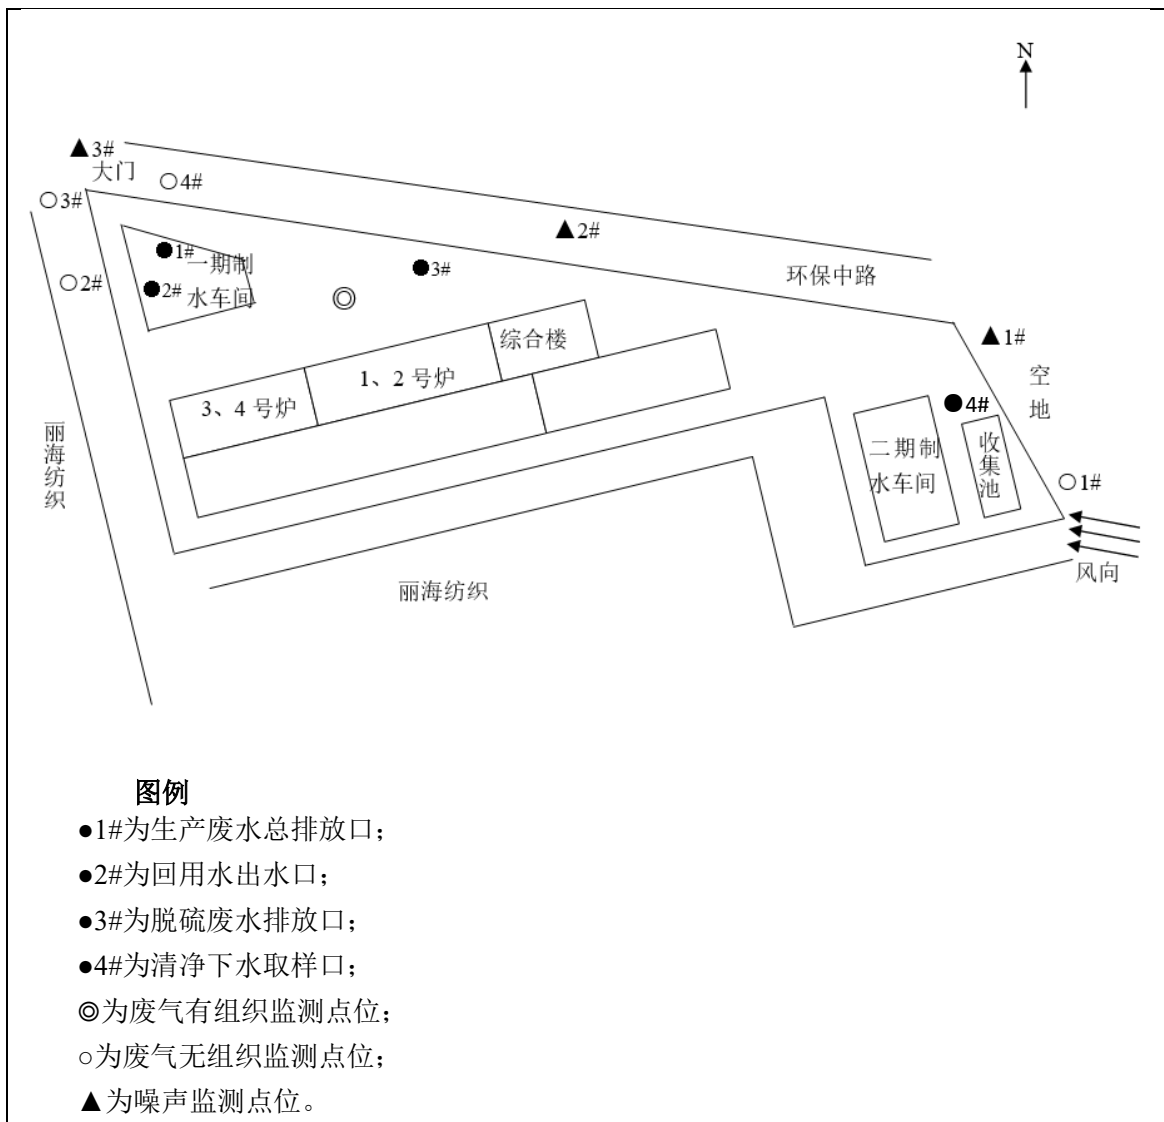 N
▲3#
大门
○4#
○3#
▲2#
●1#
一期制
水车间
●2#
○2#
●3#
◎
环保中路
综合楼
▲1#
空地
1、2 号炉
3、4 号炉
●4#
丽海纺织
二期制
水车间
收集池
○1#
风向
丽海纺织
图例
●1#为生产废水总排放口；
●2#为回用水出水口；
●3#为脱硫废水排放口；
●4#为清净下水取样口；
◎为废气有组织监测点位；
○为废气无组织监测点位；
▲为噪声监测点位。